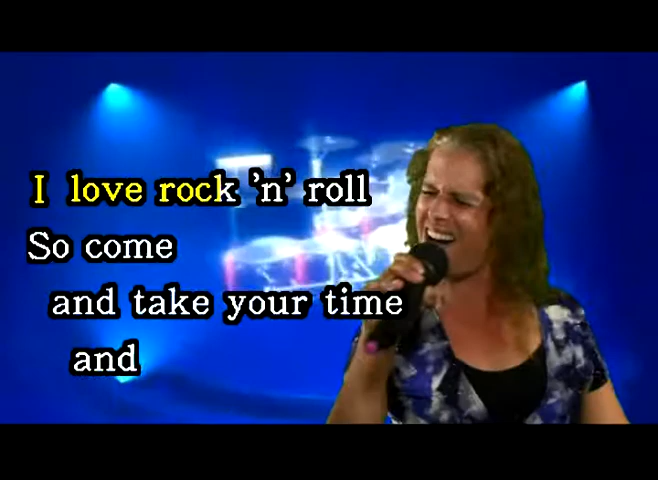 I love rock 'n' roll
So come
and take your time
and